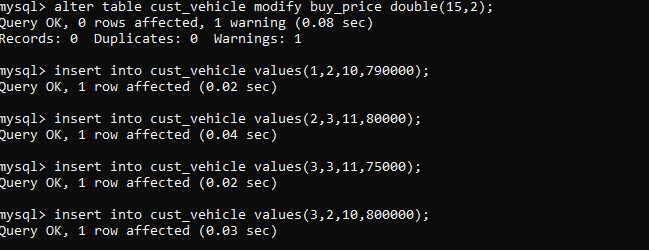 mysql> alter table cust_vehicle modify buy_price double(15,2);
Query OK, 0 rows affected, 1 warning (0.08 sec)
Records: 0  Duplicates: 0  Warnings: 1
mysql> insert into cust_vehicle values(1,2,10,790000);
Query OK, 1 row affected (0.02 sec)
mysql> insert into cust_vehicle values(2,3,11,80000);
Query OK, 1 row affected (0.04 sec)
mysql> insert into cust_vehicle values(3,3,11,75000);
Query OK, 1 row affected (0.02 sec)
mysql> insert into cust_vehicle values(3,2,10,800000);
Query OK, 1 row affected (0.03 sec)